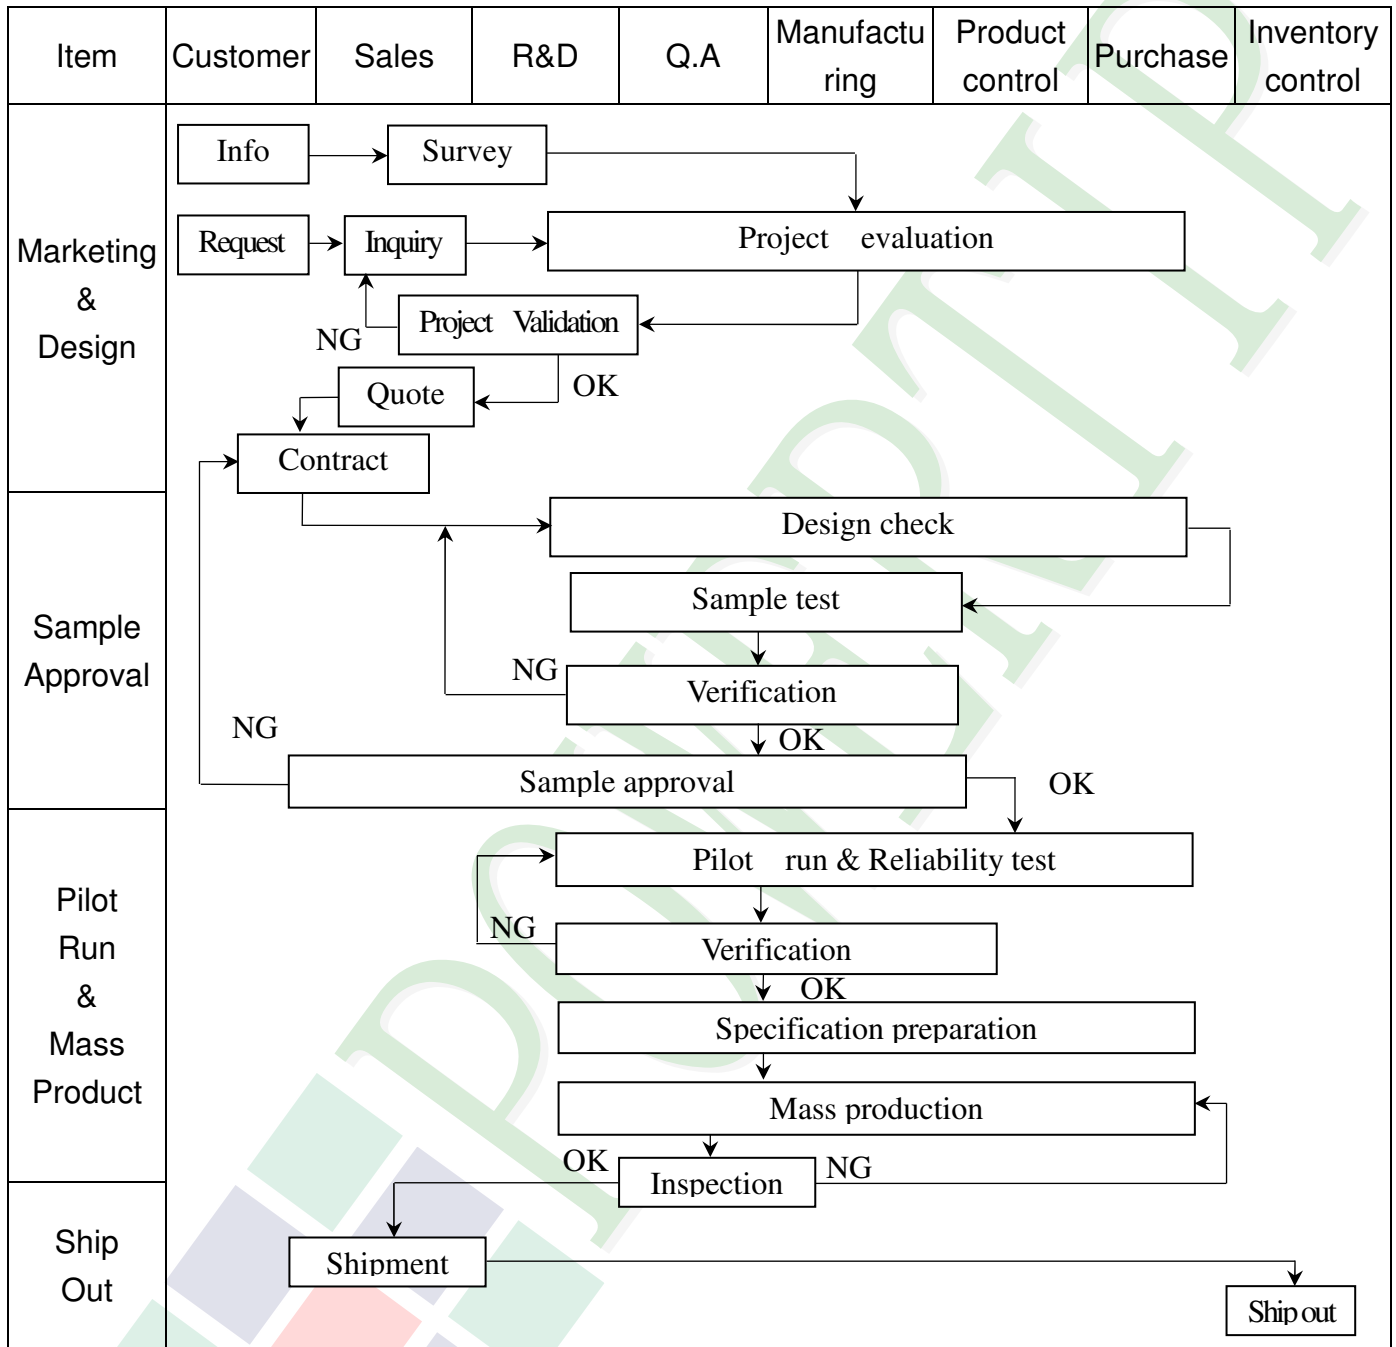 Item
Customer
Sales
R&D
Q.A
Manufactu
ring
Product
control
Purchase
Inventory
control
Marketing
&
Design
Info
Survey
Request
Inquiry
Project evaluation
NG
Project Validation
Quote
OK
Contract
Sample
Approval
Design check
Sample test
NG
Verification
NG
OK
Sample approval
OK
Pilot
Run
&
Mass
Product
Pilot run & Reliability test
NG
Verification
OK
Specification preparation
Mass production
OK
Inspection
NG
Ship
Out
Shipment
Ship out
POWERTIP